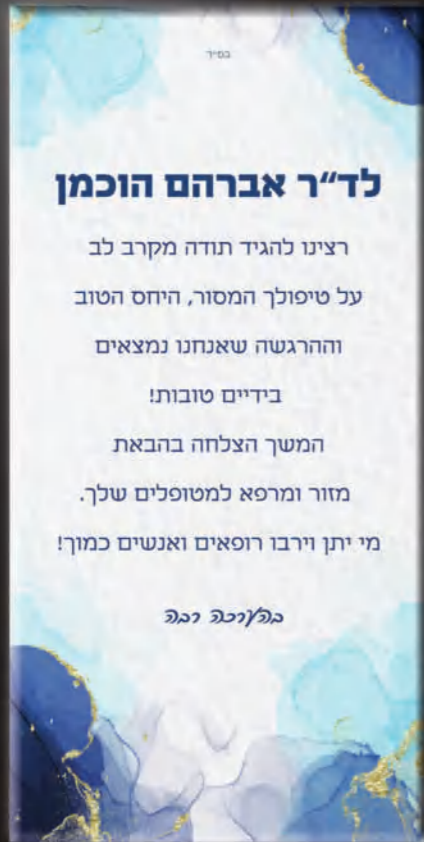 בס״ד
לד״ר אברהם הוכמן
רצינו להגיד תודה מקרב לב
על טיפולך המסור, היחס הטוב
וההרגשה שאנחנו נמצאים
בידיים טובות!
המשך הצלחה בהבאת
מזור ומרפא למטופלים שלך.
מי יתן וירבו רופאים ואנשים כמוך!
בהערכה רבה